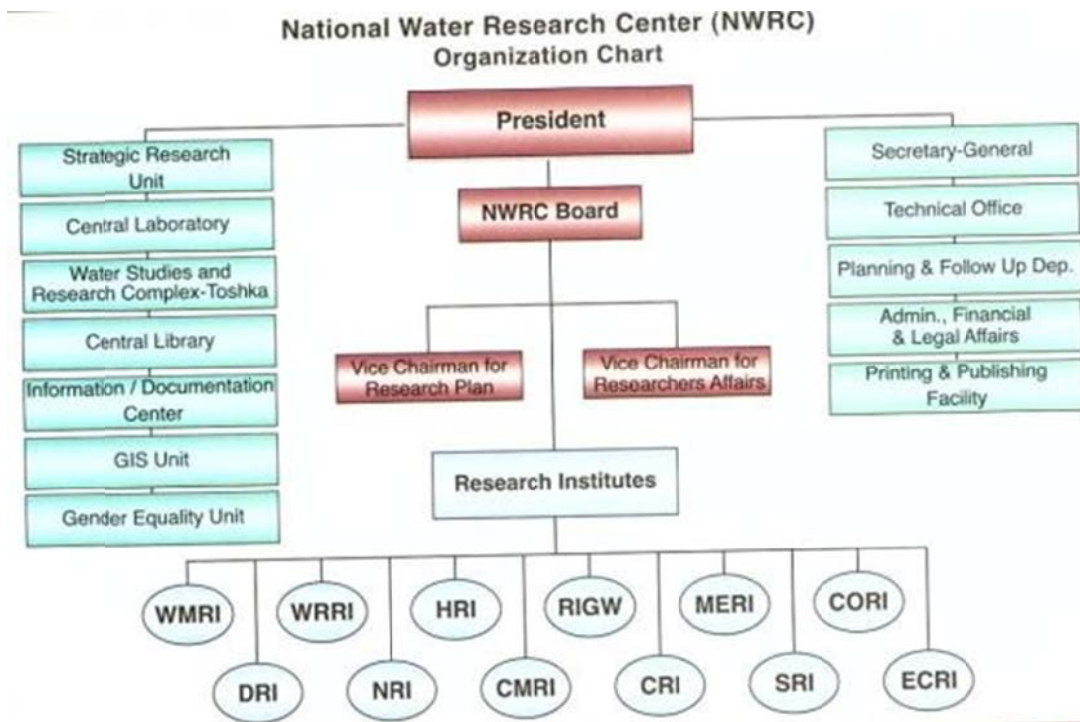 National Water Research Center (NWRC)
Organization Chart
President
NWRC Board
Vice Chairman for
Research Plan
Vice Chairman for
Researchers Affairs
Strategic Research
Unit
Central Laboratory
Water Studies and
Research Complex-Toshka
Central Library
Information / Documentation
Center
GIS Unit
Gender Equality Unit
Secretary-General
Technical Office
Planning & Follow Up Dep.
Admin., Financial
& Legal Affairs
Printing & Publishing
Facility
Research Institutes
WMRI
WRRI
HRI
RIGW
MERI
CORI
DRI
NRI
CMRI
CRI
SRI
ECRI